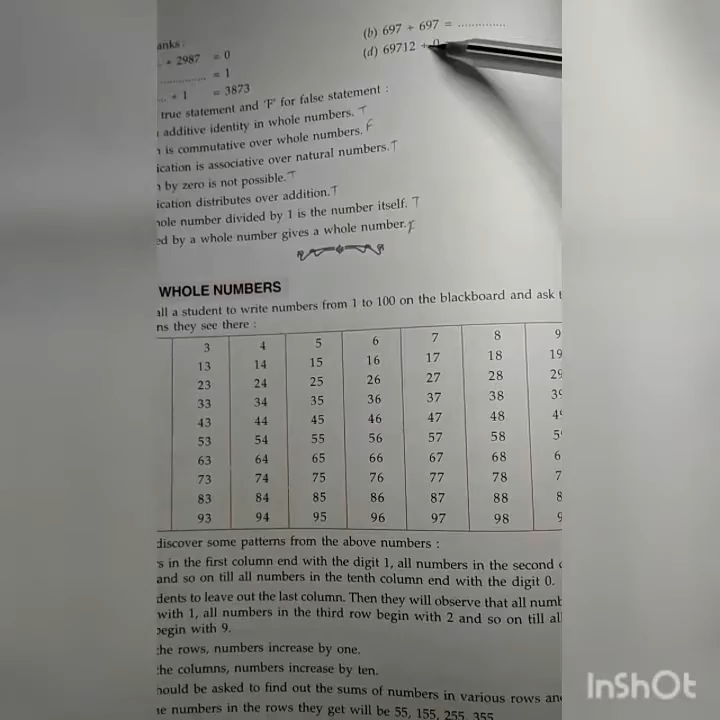 anks :
(b) 697 ÷ 697 = ..............
... ÷ 2987 = 0
(d) 69712 ÷ 0
.............. = 1
... ÷ 1 = 3873
true statement and 'F' for false statement :
additive identity in whole numbers. T
n is commutative over whole numbers. F
ication is associative over natural numbers. T
n by zero is not possible. T
ication distributes over addition. T
hole number divided by 1 is the number itself. T
ed by a whole number gives a whole number. F
WHOLE NUMBERS
all a student to write numbers from 1 to 100 on the blackboard and ask t
ns they see there :
3 4 5 6 7 8 9
13 14 15 16 17 18 19
23 24 25 26 27 28 29
33 34 35 36 37 38 39
43 44 45 46 47 48 49
53 54 55 56 57 58 5
63 64 65 66 67 68 6
73 74 75 76 77 78 7
83 84 85 86 87 88 8
93 94 95 96 97 98 9
discover some patterns from the above numbers :
s in the first column end with the digit 1, all numbers in the second c
and so on till all numbers in the tenth column end with the digit 0.
dents to leave out the last column. Then they will observe that all numb
with 1, all numbers in the third row begin with 2 and so on till al
begin with 9.
the rows, numbers increase by one.
the columns, numbers increase by ten.
hould be asked to find out the sums of numbers in various rows an
he numbers in the rows they get will be 55, 155, 255, 355
InShOt